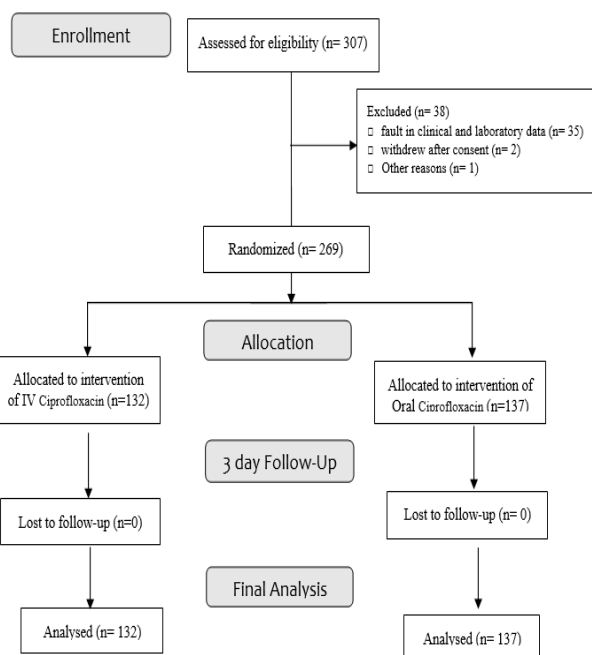 Enrollment
Assessed for eligibility (n= 307)
Excluded (n= 38)
fault in clinical and laboratory data (n= 35)
withdrew after consent (n= 2)
Other reasons (n= 1)
Randomized (n= 269)
Allocation
Allocated to intervention
of IV Ciprofloxacin (n=132)
Allocated to intervention of
Oral Ciprofloxacin (n=137)
3 day Follow-Up
Lost to follow-up (n=0)
Lost to follow-up (n= 0)
Final Analysis
Analysed (n= 132)
Analysed (n= 137)